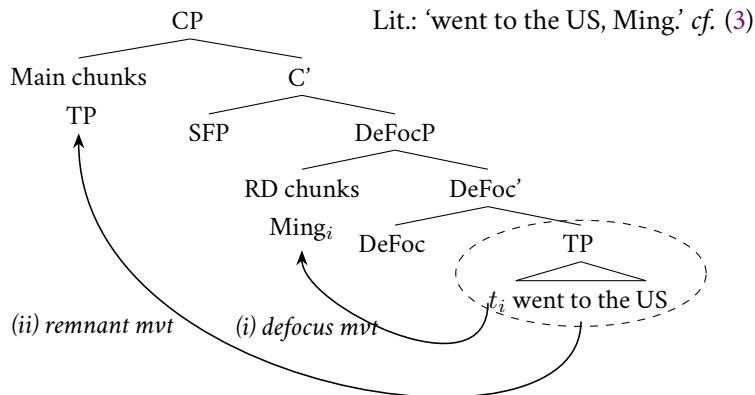 Lit.: ‘went to the US, Ming.’ cf. (3)
CP
Main chunks
TP
C’
SFP
DeFocP
RD chunks
Mingi
DeFoc’
DeFoc
TP
ti went to the US
(ii) remnant mvt
(i) defocus mvt